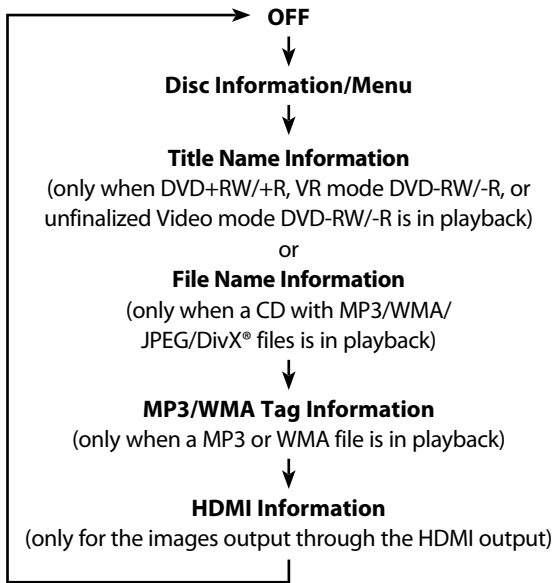 OFF
Disc Information/Menu
Title Name Information
(only when DVD+RW/+R, VR mode DVD-RW/-R, or
unfinalized Video mode DVD-RW/-R is in playback)
or
File Name Information
(only when a CD with MP3/WMA/
JPEG/DivX® files is in playback)
MP3/WMA Tag Information
(only when a MP3 or WMA file is in playback)
HDMI Information
(only for the images output through the HDMI output)